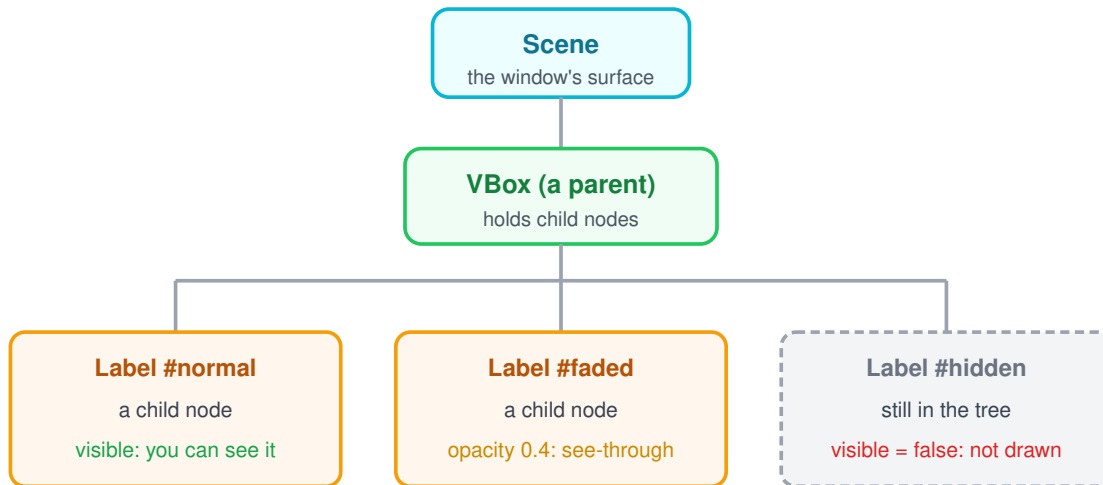 Scene
the window's surface
VBox (a parent)
holds child nodes
Label #normal
a child node
visible: you can see it
Label #faded
a child node
opacity 0.4: see-through
Label #hidden
still in the tree
visible = false: not drawn